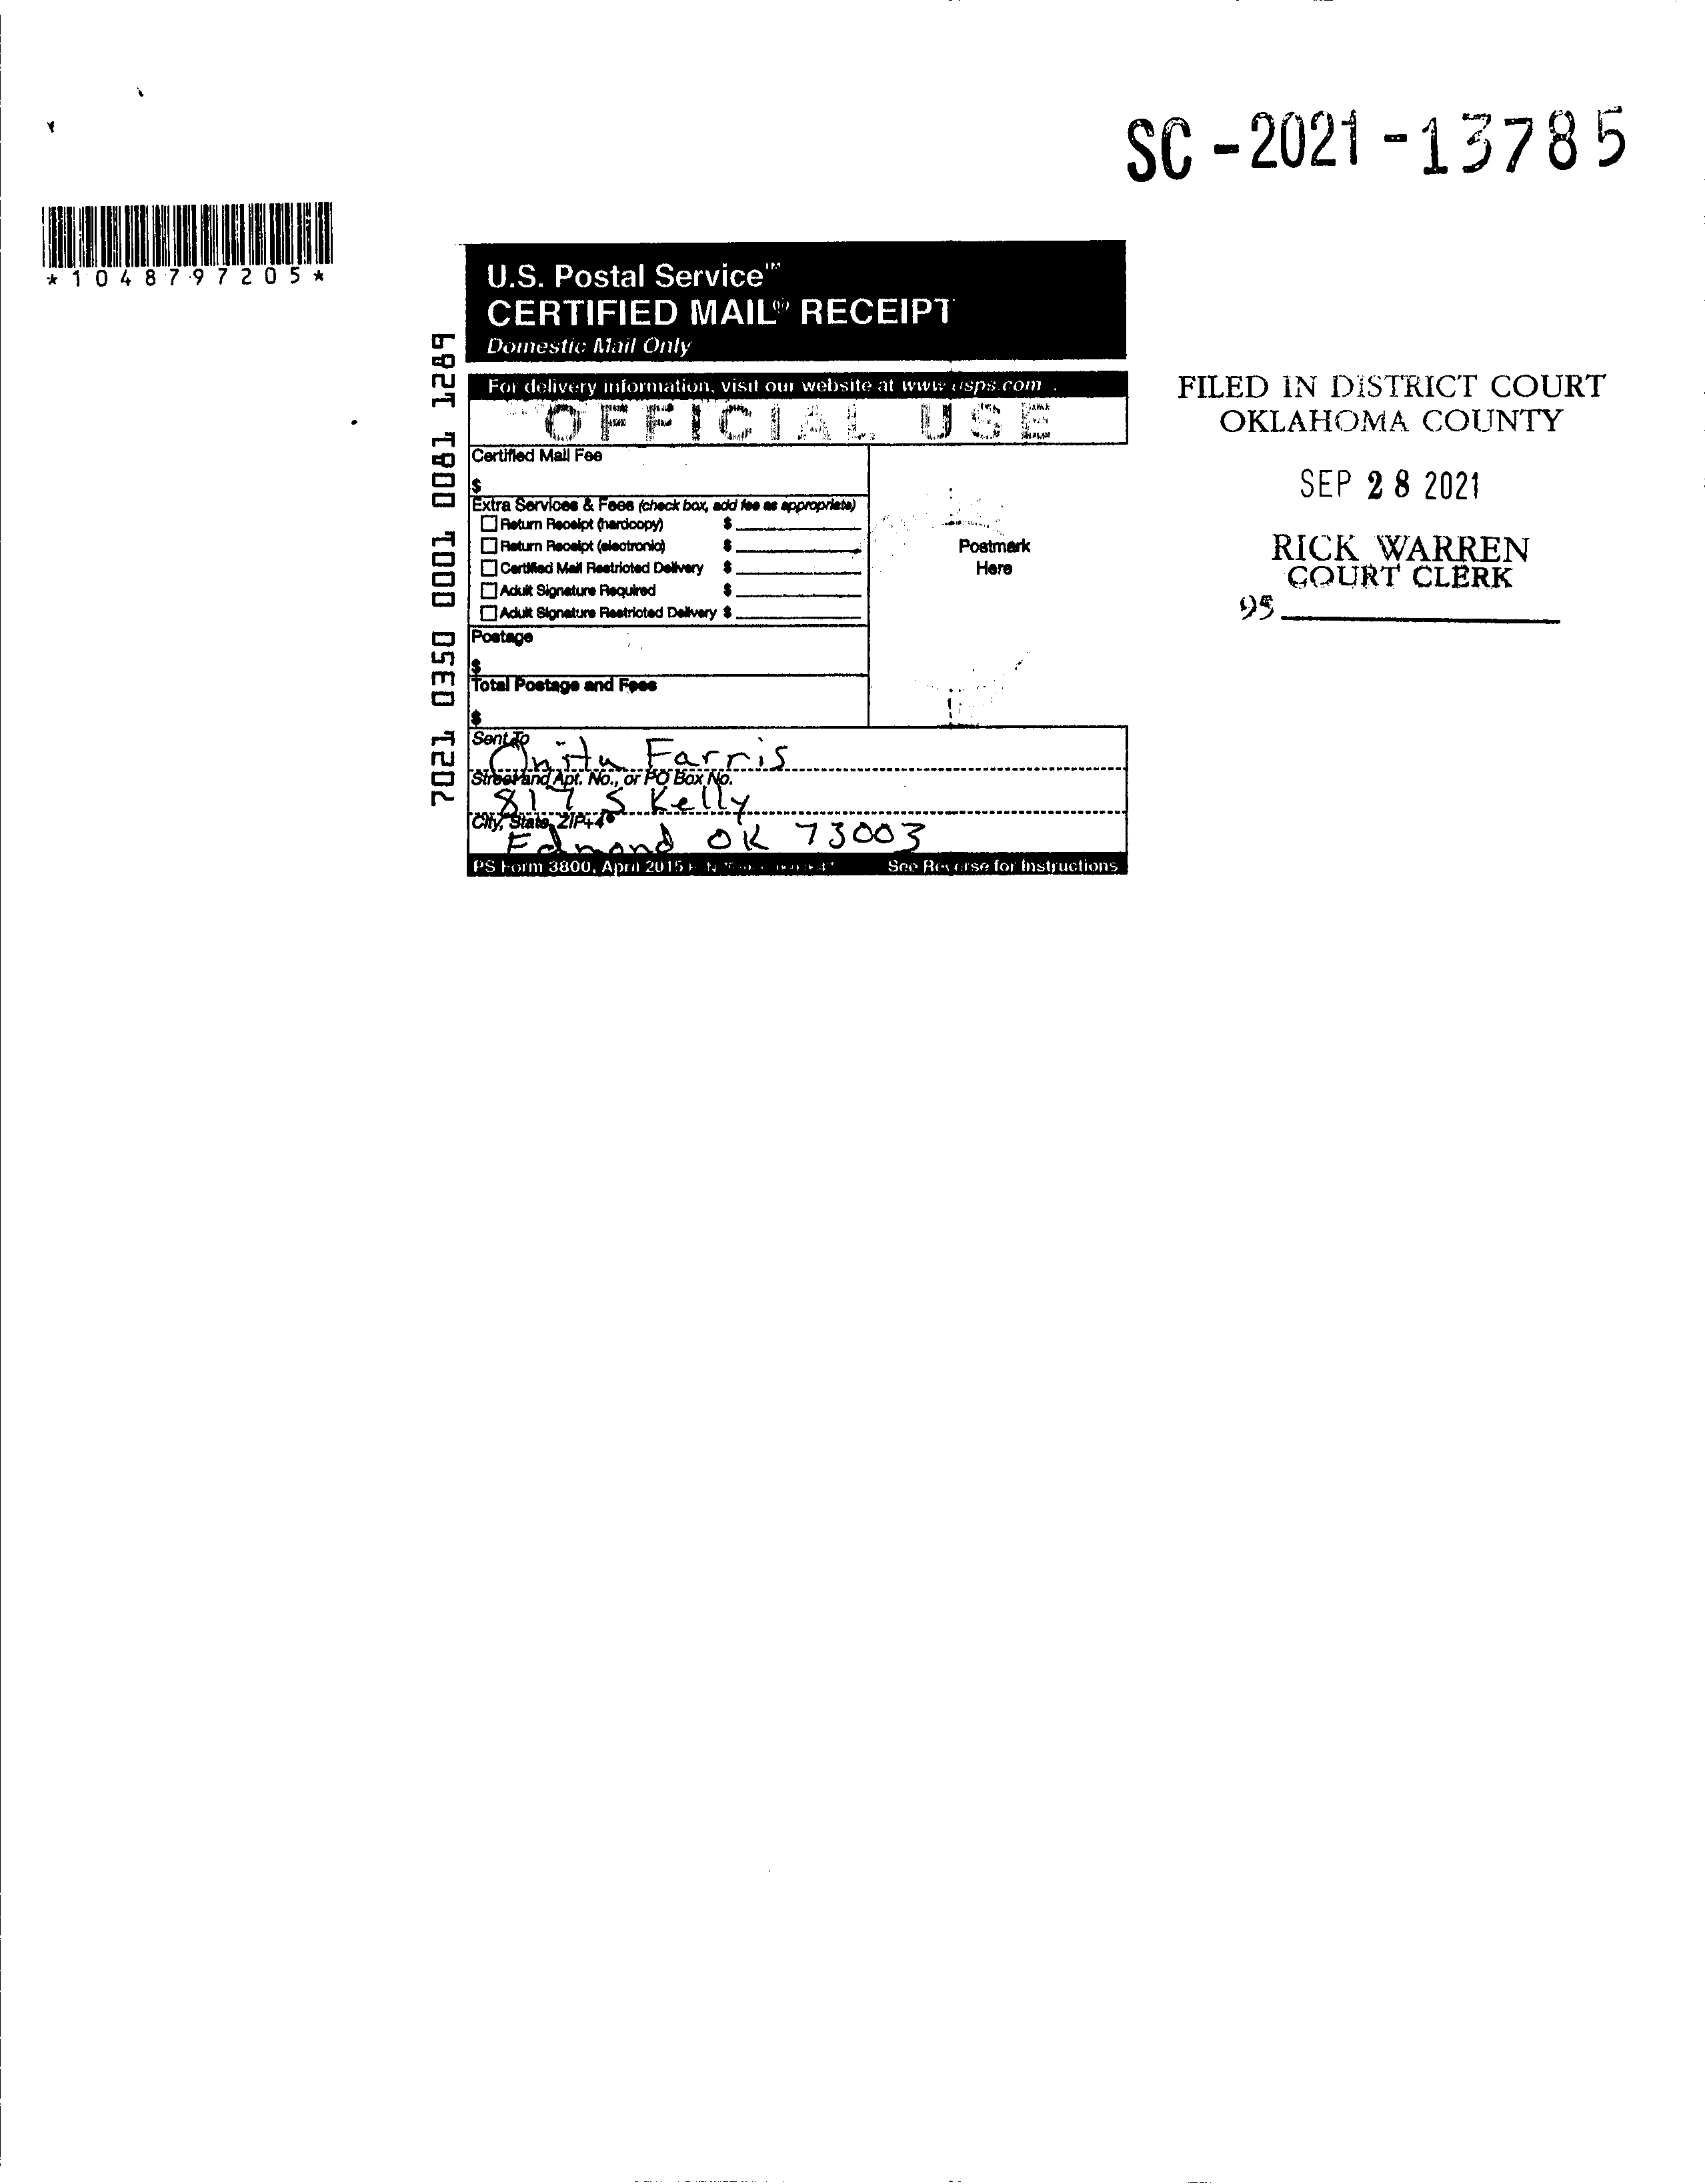 SC-2021-13785
*1048797205*
U.S. Postal Service™
CERTIFIED MAIL® RECEIPT
Domestic Mail Only
For delivery information, visit our website at www.usps.com
OFFICIAL USE
7021 0350 0001 0081 1289
Certified Mail Fee
$
Extra Services & Fees (check box, add fee as appropriate)
Return Receipt (hardcopy) $
Return Receipt (electronic) $
Certified Mail Restricted Delivery $
Adult Signature Required $
Adult Signature Restricted Delivery $
Postmark
Here
Postage
$
Total Postage and Fees
$
Sent To
Anita Farris
Street and Apt. No., or PO Box No.
817 S Kelly
City, State, ZIP+4®
Edmond OK 73003
PS Form 3800, April 2015
See Reverse for Instructions
FILED IN DISTRICT COURT
OKLAHOMA COUNTY
SEP 28 2021
RICK WARREN
COURT CLERK
95